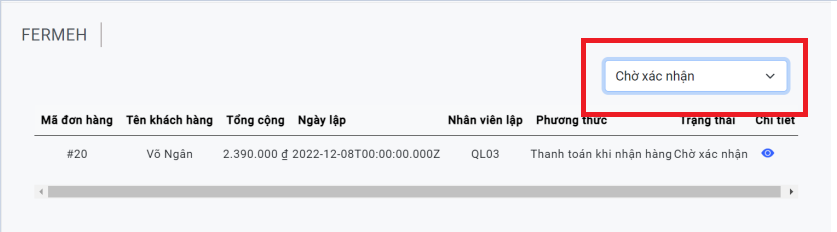 FERMEH
Chờ xác nhận
Mã đơn hàng Tên khách hàng Tổng cộng Ngày lập Nhân viên lập Phương thức Trạng thái Chi tiết
#20 Võ Ngân 2.390.000 ₫ 2022-12-08T00:00:00.000Z QL03 Thanh toán khi nhận hàng Chờ xác nhận